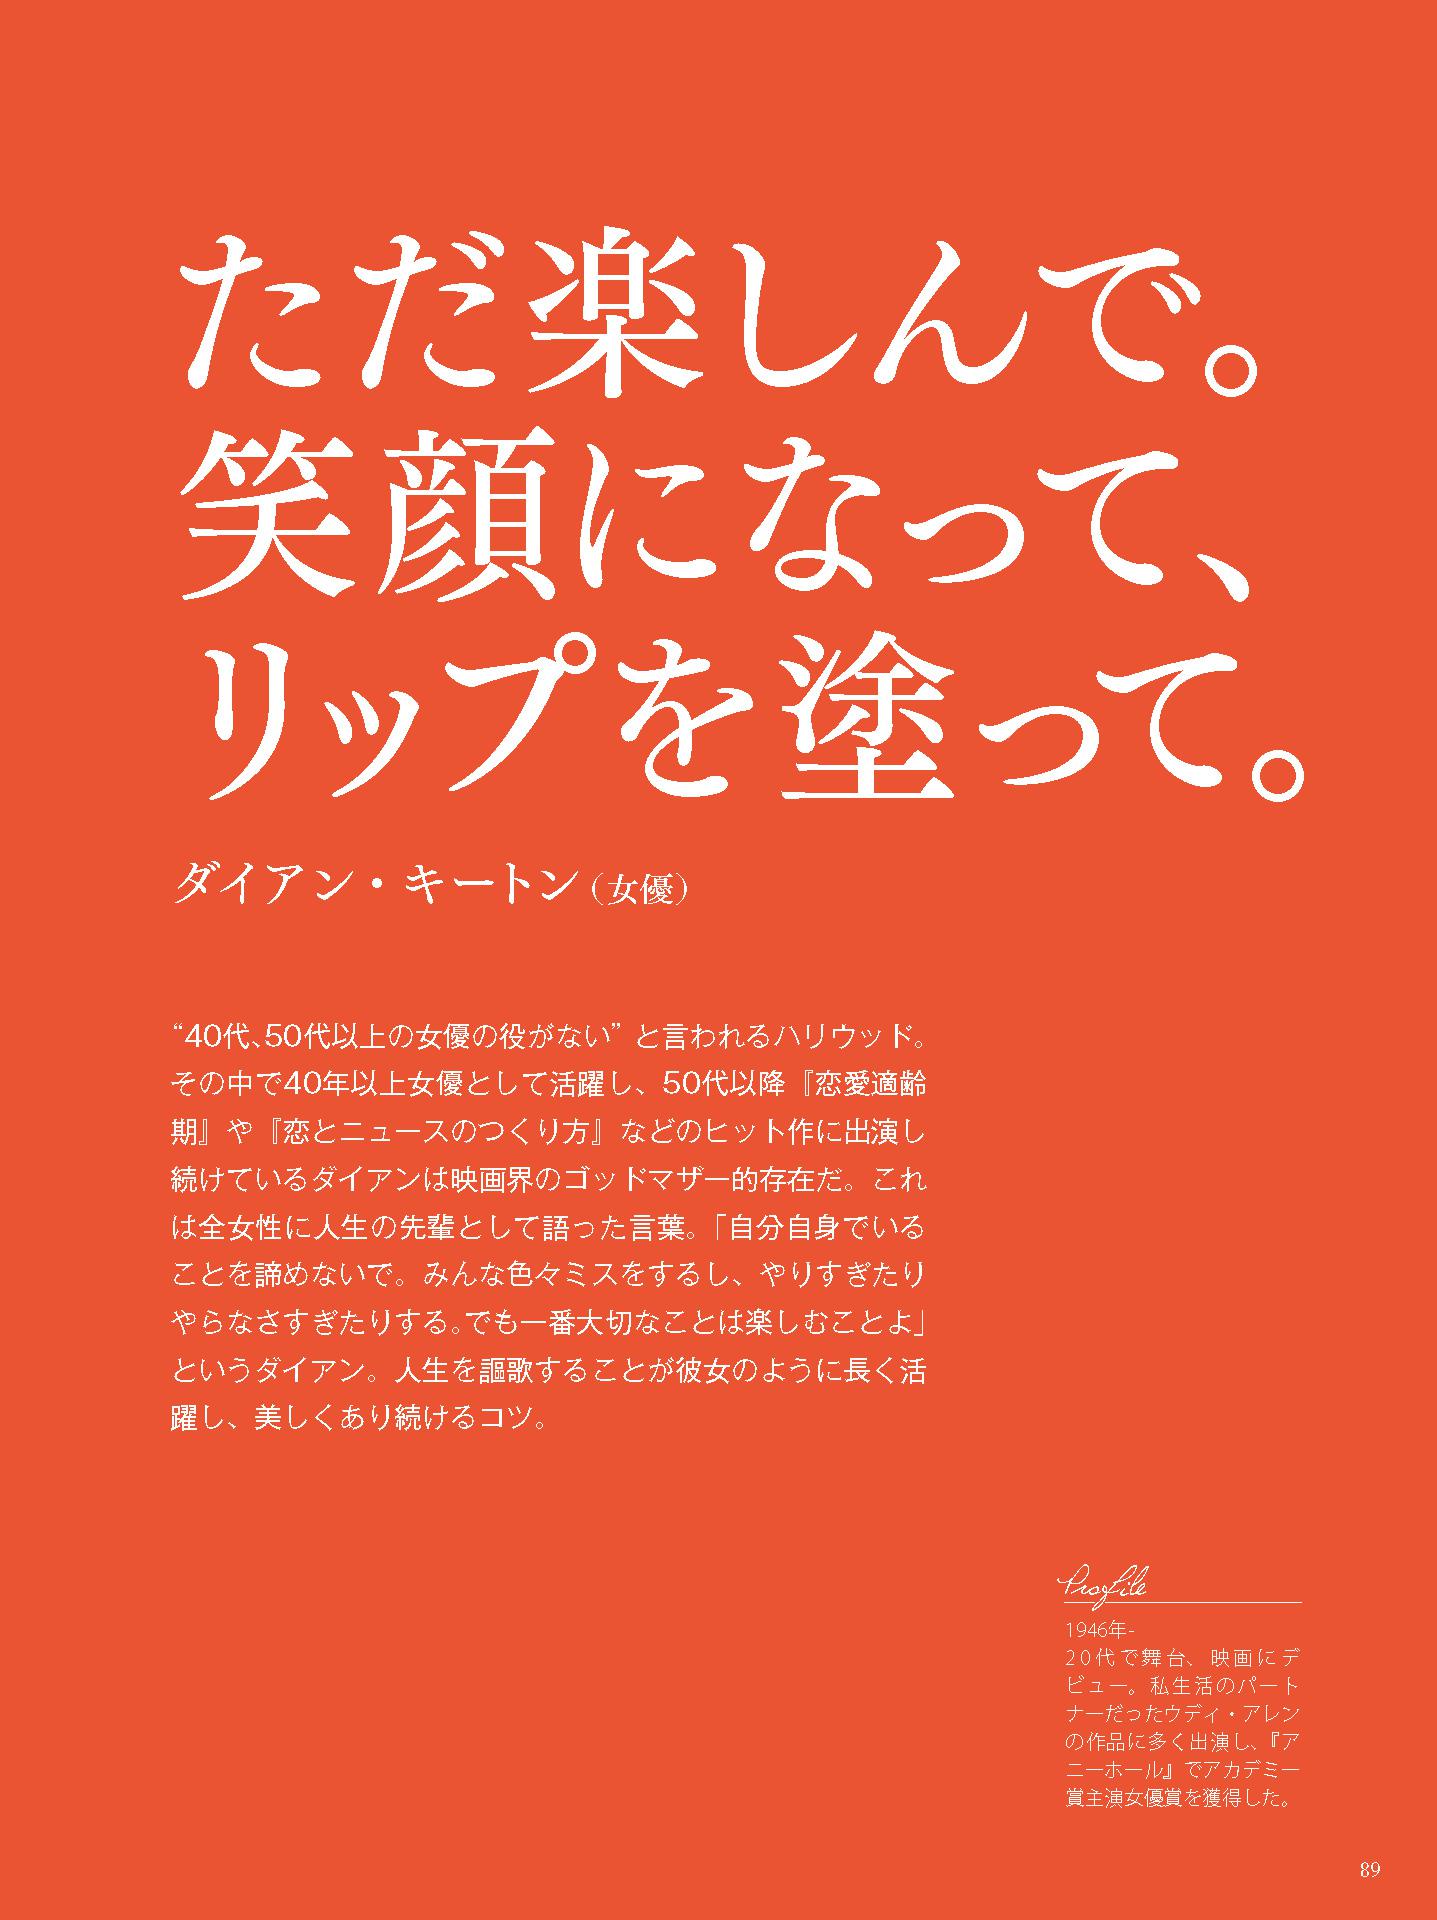 ただ楽しんで。
笑顔になって、
リップを塗って。
ダイアン・キートン（女優）
“40代、50代以上の女優の役がない”と言われるハリウッド。
その中で40年以上女優として活躍し、50代以降『恋愛適齢
期』や『恋とニュースのつくり方』などのヒット作に出演し
続けているダイアンは映画界のゴッドマザー的存在だ。これ
は全女性に人生の先輩として語った言葉。「自分自身でいる
ことを諦めないで。みんな色々ミスをするし、やりすぎたり
やらなさすぎたりする。でも一番大切なことは楽しむことよ」
というダイアン。人生を謳歌することが彼女のように長く活
躍し、美しくあり続けるコツ。
Profile
1946年-
20代で舞台、映画にデ
ビュー。私生活のパート
ナーだったウディ・アレン
の作品に多く出演し、『ア
ニーホール』でアカデミー
賞主演女優賞を獲得した。
89